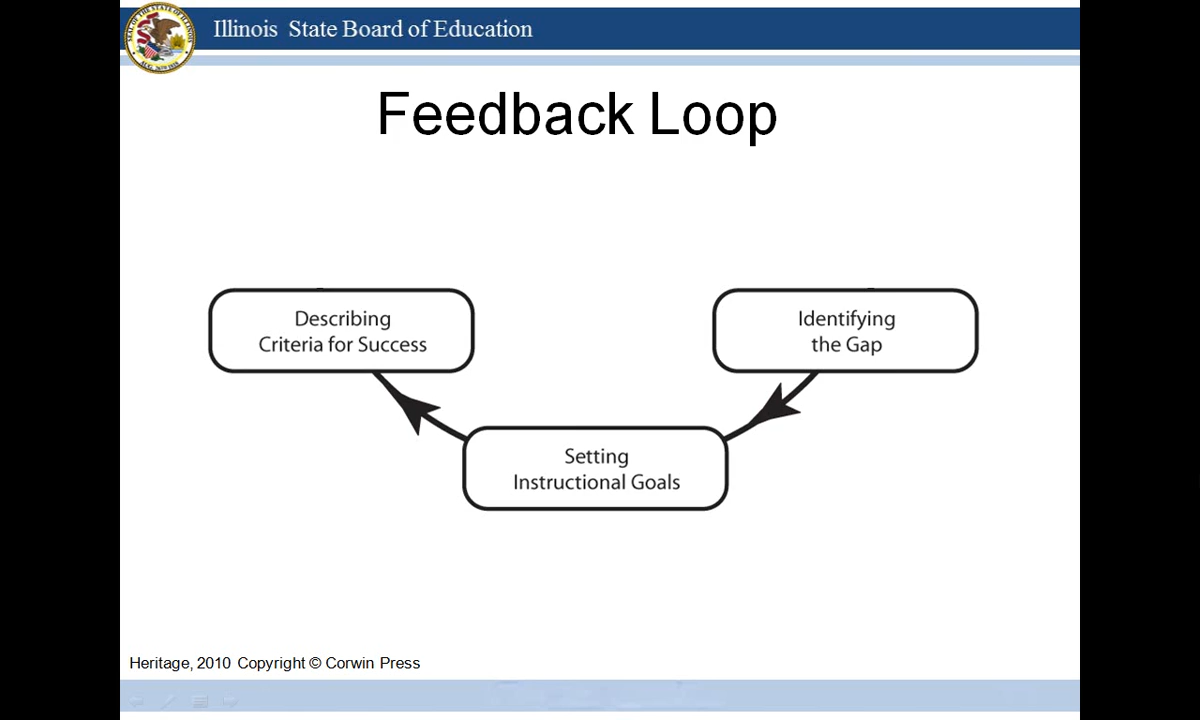 Illinois State Board of Education
Feedback Loop
Describing
Criteria for Success
Identifying
the Gap
Setting
Instructional Goals
Heritage, 2010 Copyright © Corwin Press